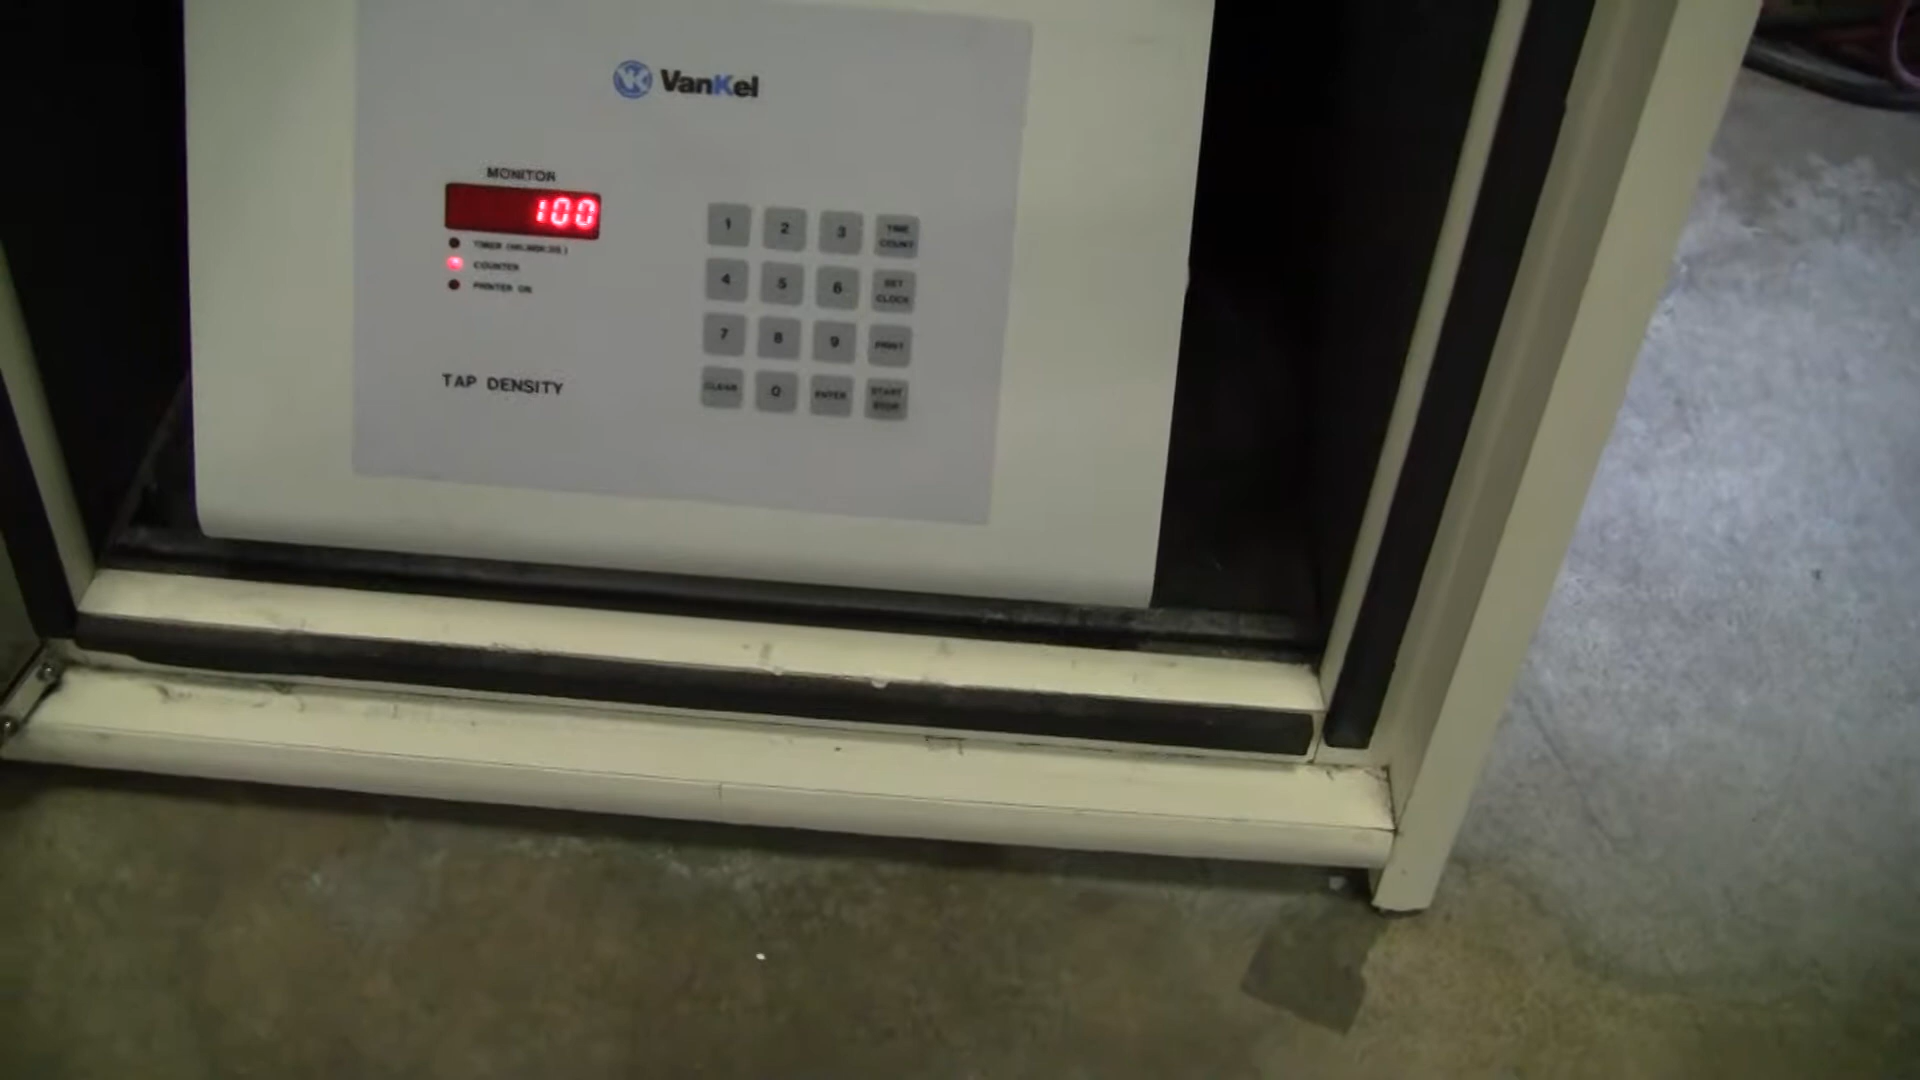 VanKel
MONITOR
100
TIMER (HR.MIN.SEC.)
COUNTER
PRINTER ON
TAP DENSITY
1 2 3 TIME COUNT
4 5 6 SET CLOCK
7 8 9 PRINT
CLEAR 0 ENTER START STOP